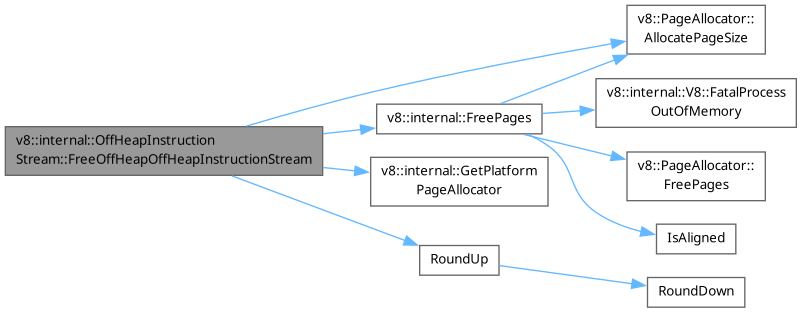 v8::internal::OffHeapInstruction
Stream::FreeOffHeapOffHeapInstructionStream
v8::internal::FreePages
v8::internal::GetPlatform
PageAllocator
RoundUp
v8::PageAllocator::
AllocatePageSize
v8::internal::V8::FatalProcess
OutOfMemory
v8::PageAllocator::
FreePages
IsAligned
RoundDown